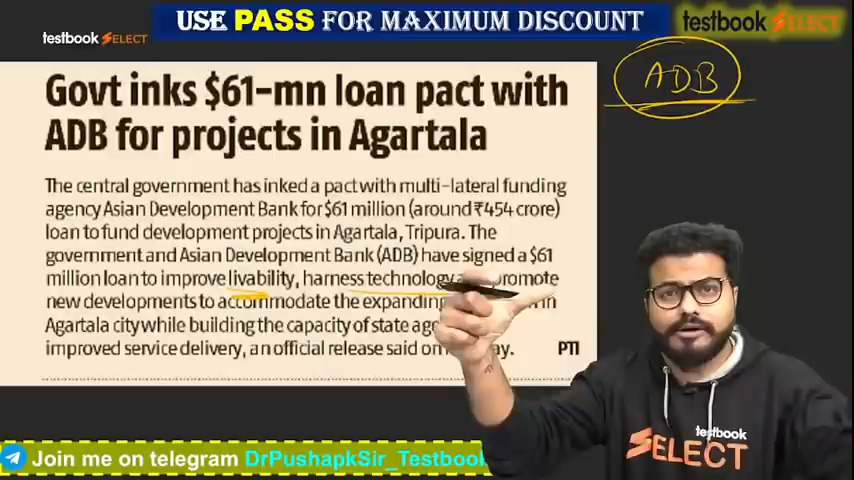 USE PASS FOR MAXIMUM DISCOUNT
testbook SELECT
testbook SELECT
ADB
Govt inks $61-mn loan pact with
ADB for projects in Agartala
The central government has inked a pact with multi-lateral funding
agency Asian Development Bank for $61 million (around ₹454 crore)
loan to fund development projects in Agartala, Tripura. The
government and Asian Development Bank (ADB) have signed a $61
million loan to improve livability, harness technology promote
new developments to accommodate the in
Agartala city while building the capacity of state
improved service delivery, an official release said
PTI
testbook
SELECT
Join me on telegram DrPushapkSir_Testbook